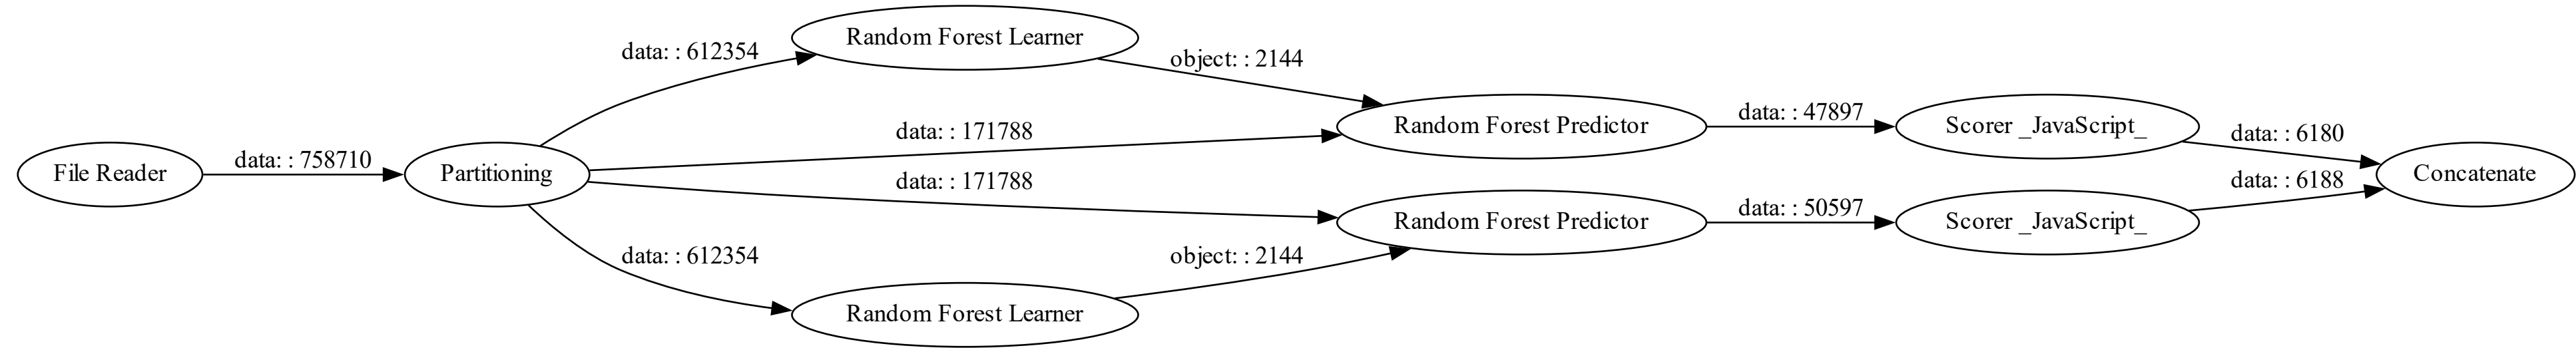 File Reader
data: : 758710
Partitioning
data: : 612354
Random Forest Learner
object: : 2144
data: : 171788
Random Forest Predictor
data: : 47897
Scorer _JavaScript_
data: : 6180
data: : 171788
Random Forest Predictor
data: : 50597
Scorer _JavaScript_
data: : 6188
Concatenate
data: : 612354
Random Forest Learner
object: : 2144